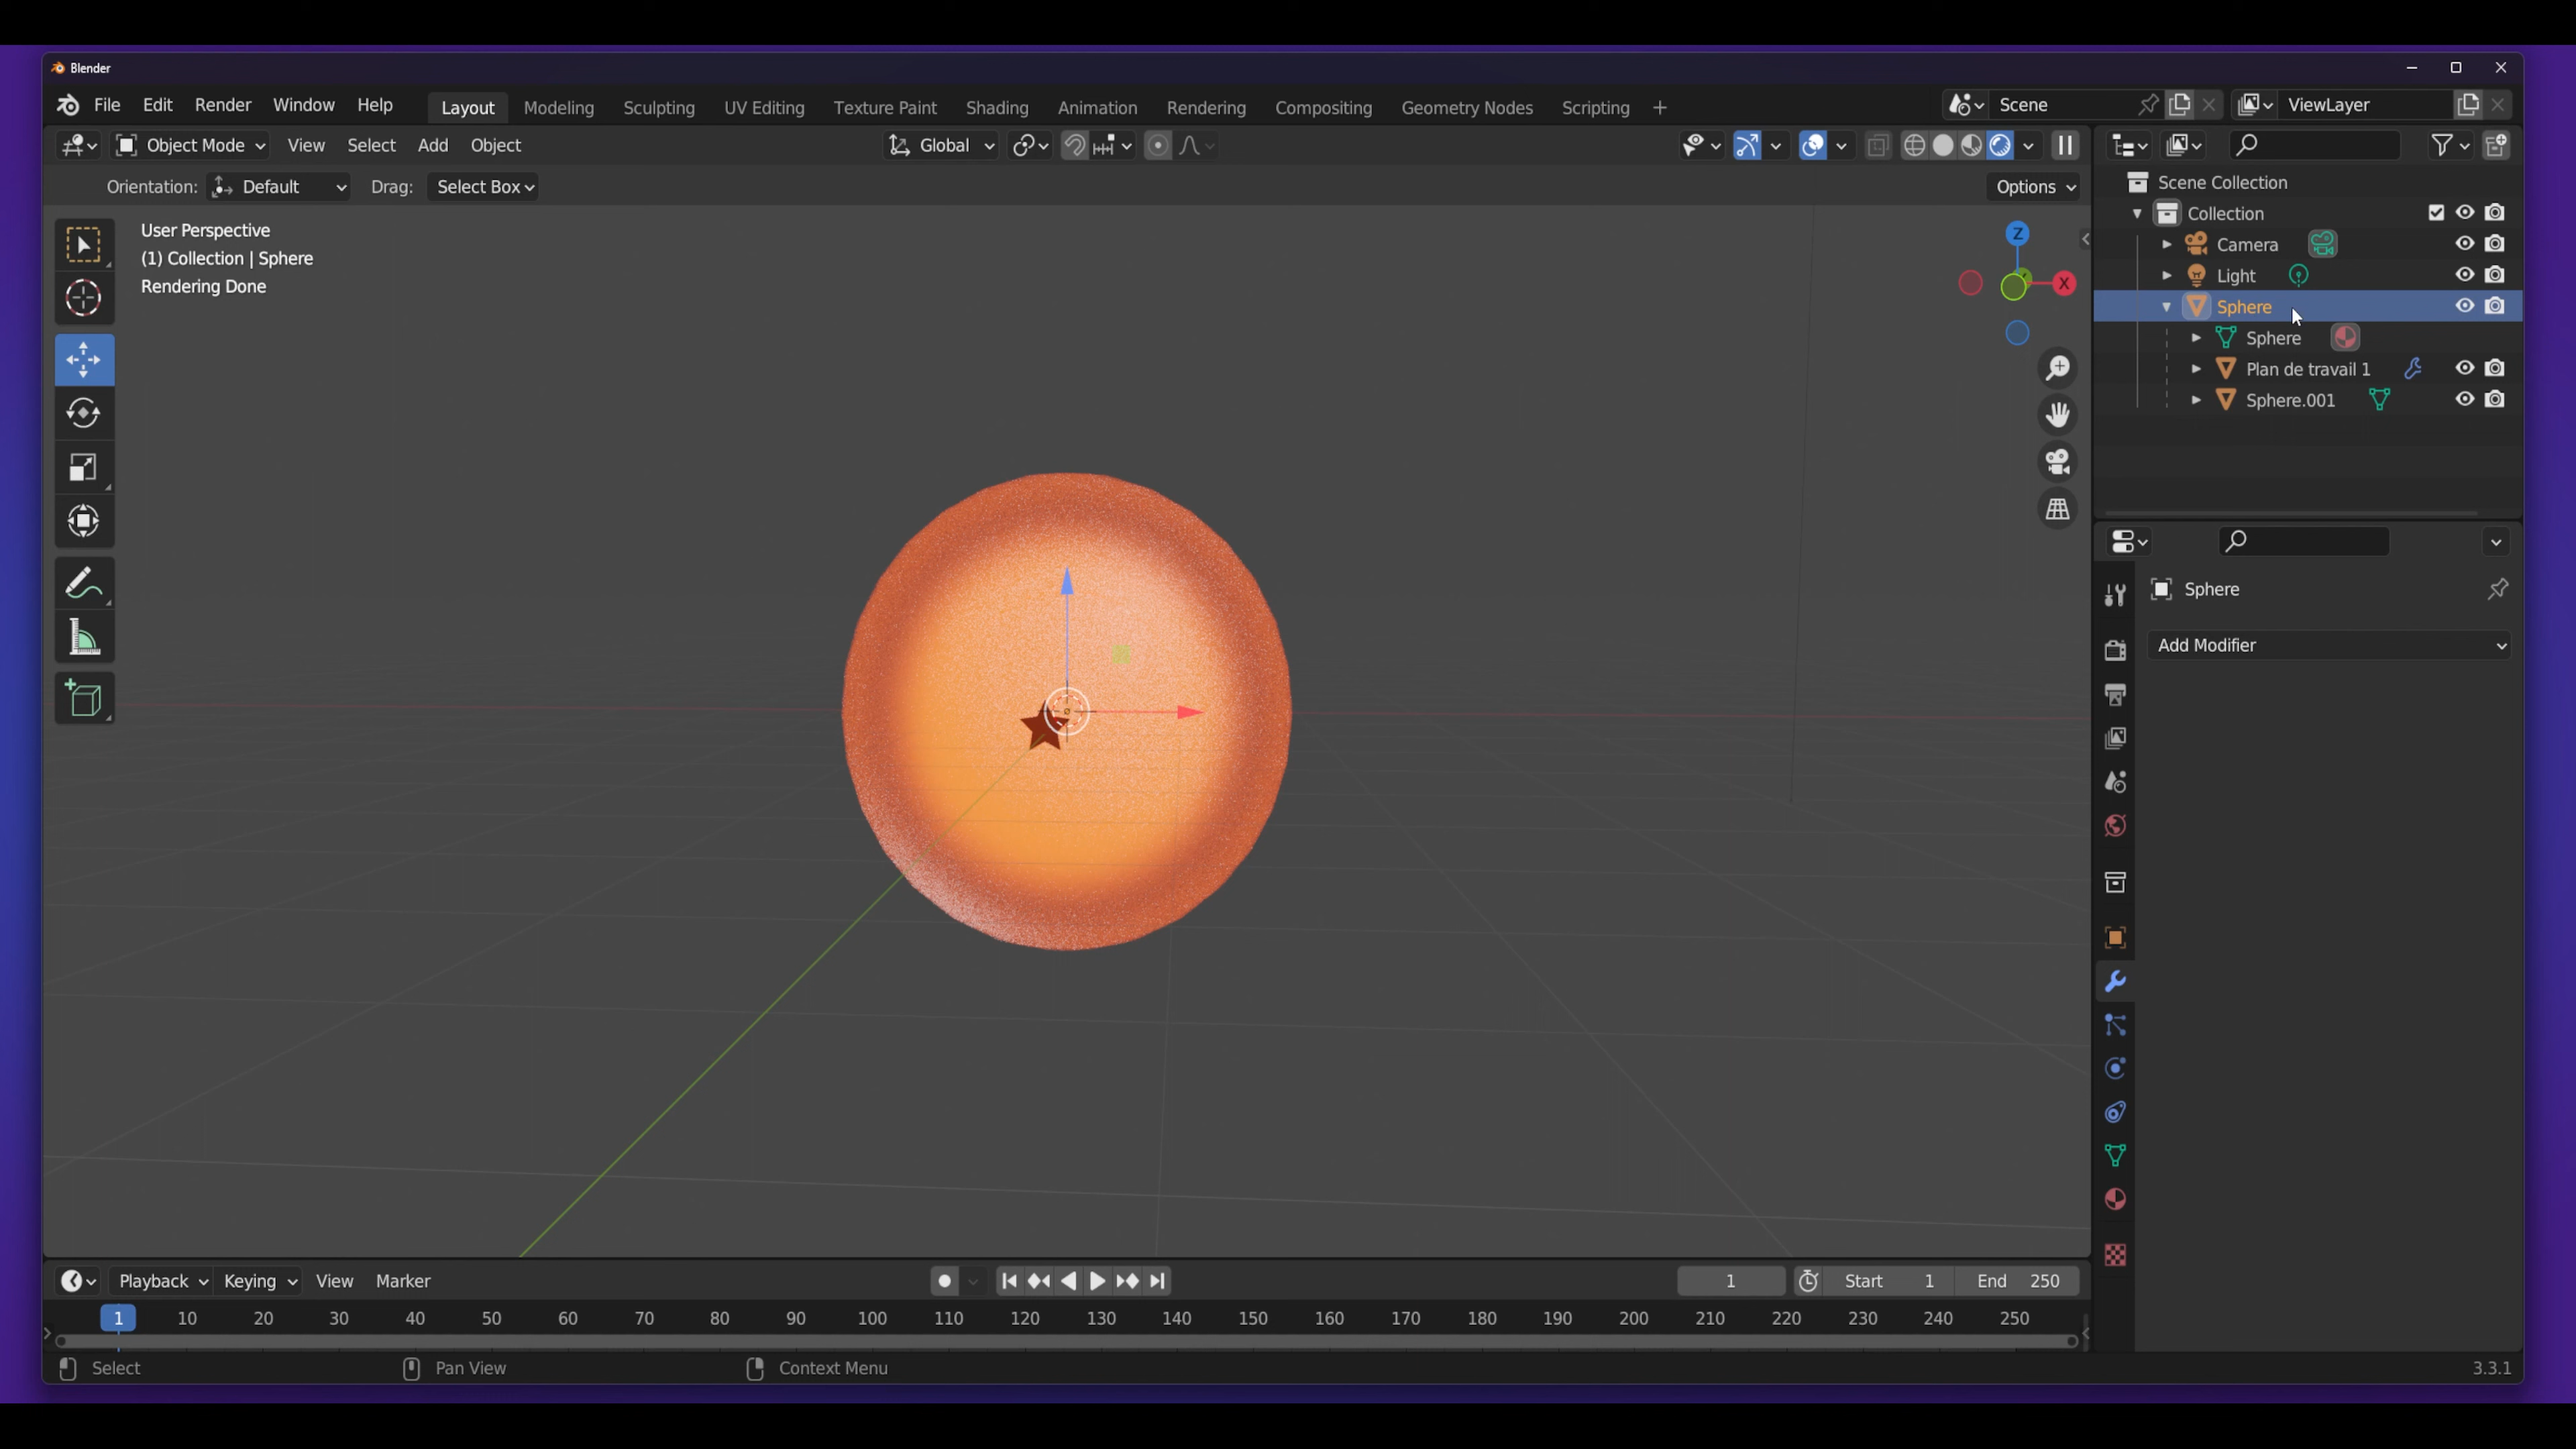 Blender
File Edit Render Window Help Layout Modeling Sculpting UV Editing Texture Paint Shading Animation Rendering Compositing Geometry Nodes Scripting + Scene ViewLayer
Object Mode View Select Add Object Global
Orientation: Default Drag: Select Box Options
User Perspective
(1) Collection | Sphere
Rendering Done
Z
X
Scene Collection
Collection
Camera
Light
Sphere
Sphere
Plan de travail 1
Sphere.001
Sphere
Add Modifier
Playback Keying View Marker 1 Start 1 End 250
1 10 20 30 40 50 60 70 80 90 100 110 120 130 140 150 160 170 180 190 200 210 220 230 240 250
Select Pan View Context Menu 3.3.1